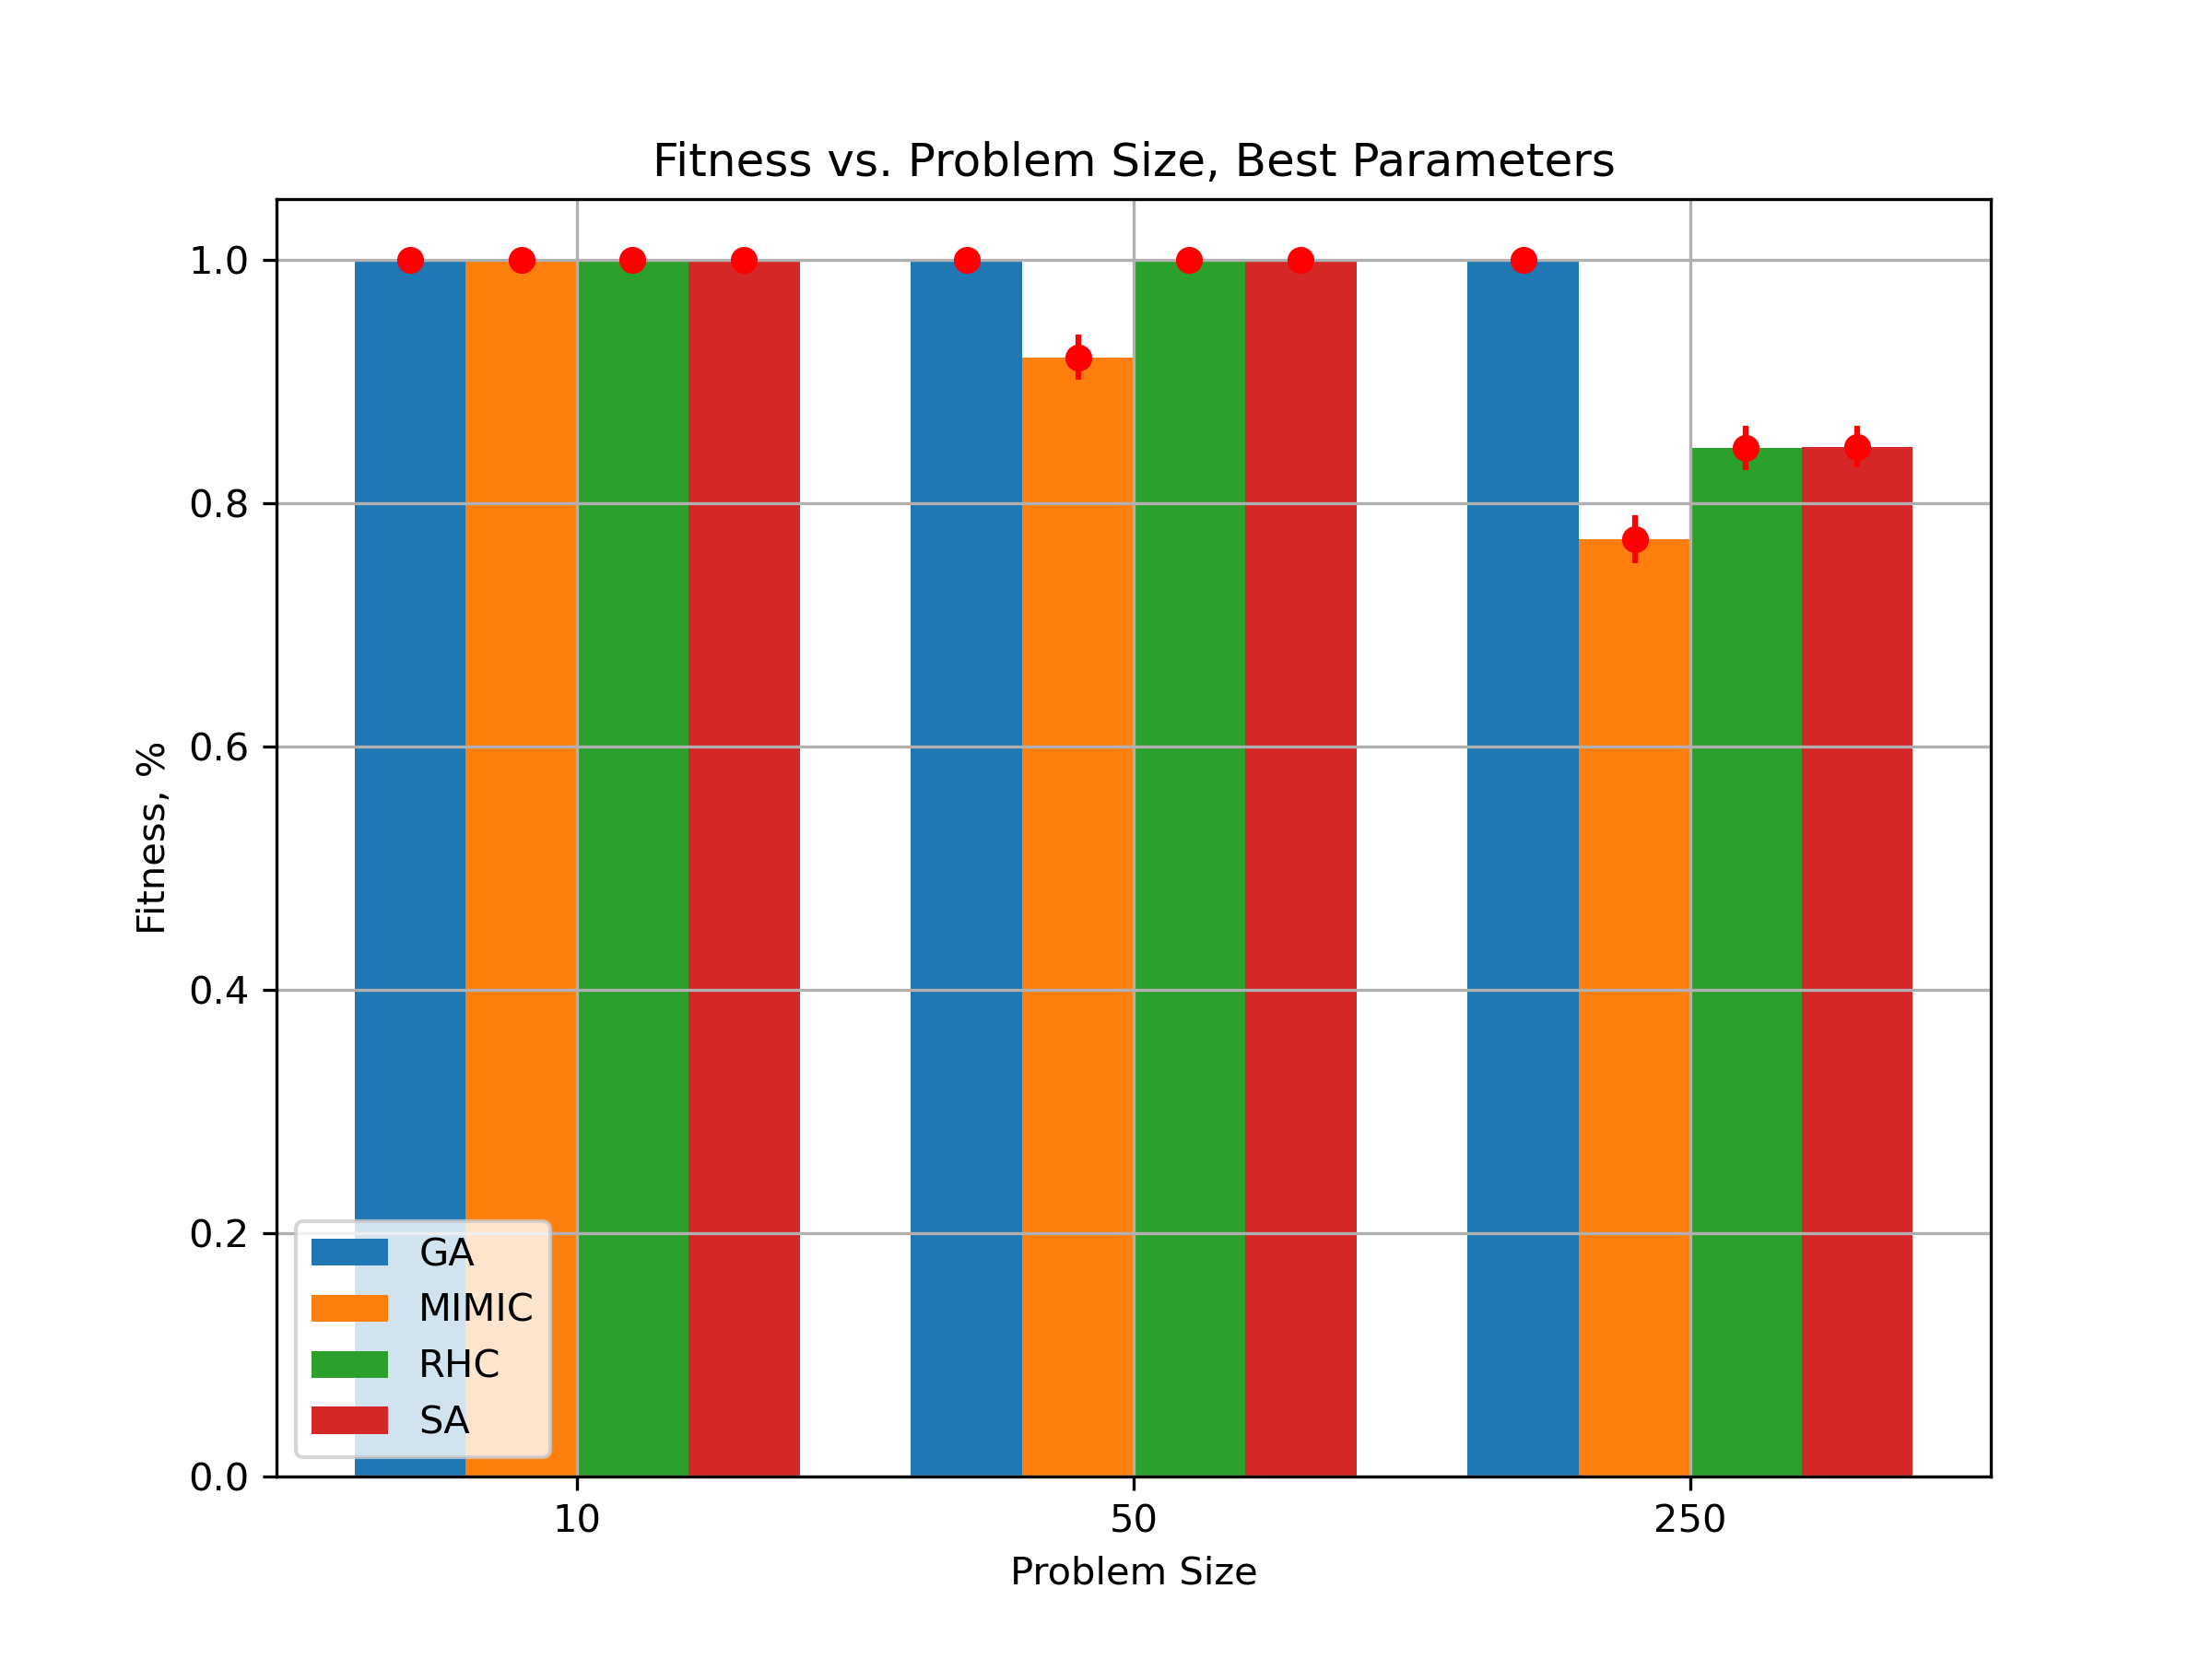 Fitness vs. Problem Size, Best Parameters
1.0
0.8
0.6
0.4
0.2
0.0
Fitness, %
GA
MIMIC
RHC
SA
10 50 250
Problem Size